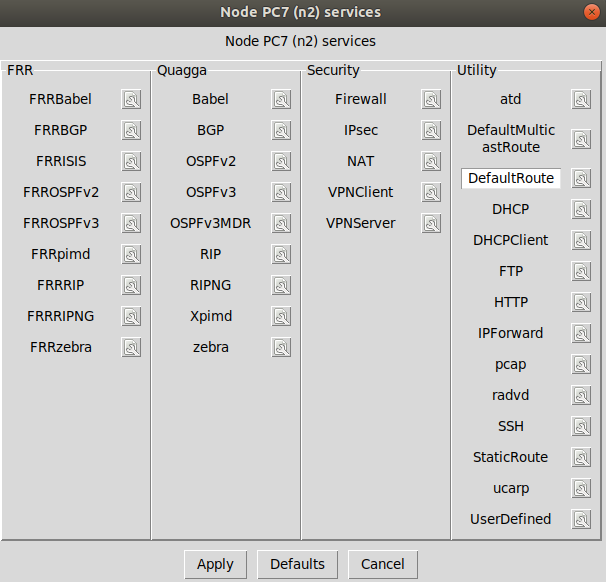 Node PC7 (n2) services
Node PC7 (n2) services
FRR
FRRBabel
FRRBGP
FRRISIS
FRROSPFv2
FRROSPFv3
FRRpimd
FRRRIP
FRRRIPNG
FRRzebra
Quagga
Babel
BGP
OSPFv2
OSPFv3
OSPFv3MDR
RIP
RIPNG
Xpimd
zebra
Security
Firewall
IPsec
NAT
VPNClient
VPNServer
Utility
atd
DefaultMultic
astRoute
DefaultRoute
DHCP
DHCPClient
FTP
HTTP
IPForward
pcap
radvd
SSH
StaticRoute
ucarp
UserDefined
Apply
Defaults
Cancel